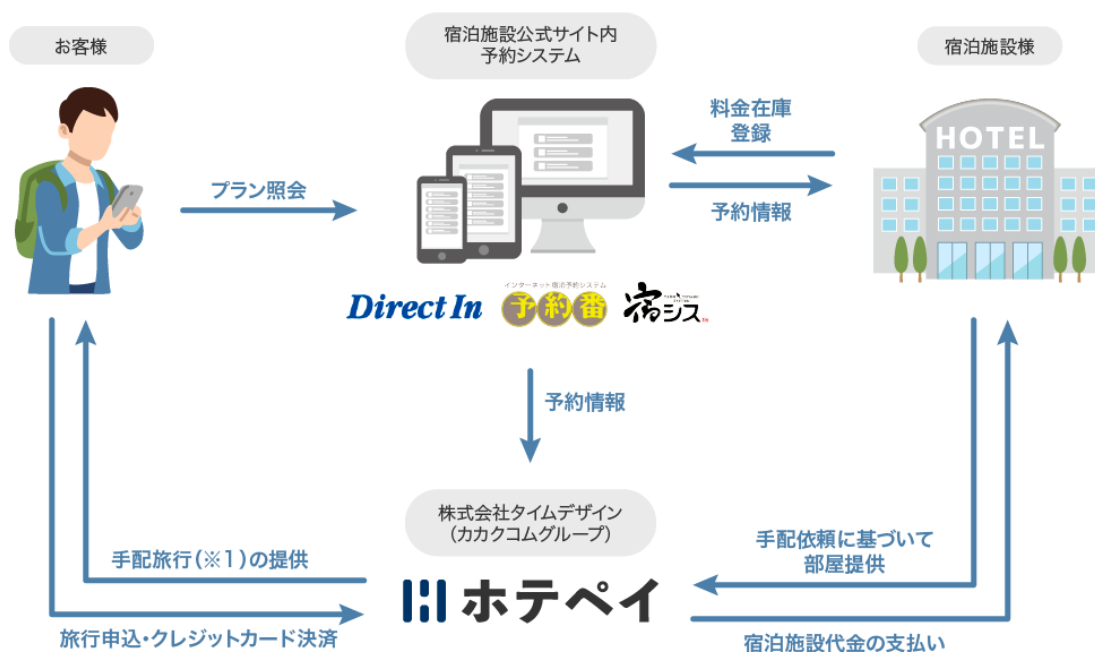 お客様
宿泊施設公式サイト内
予約システム
宿泊施設様
料金在庫
登録
HOTEL
プラン照会
予約情報
Direct In
インターネット宿泊予約システム
予約番
宿シス
予約情報
株式会社タイムデザイン
（カカクコムグループ）
手配旅行（※1）の提供
ホテペイ
手配依頼に基づいて
部屋提供
旅行申込・クレジットカード決済
宿泊施設代金の支払い